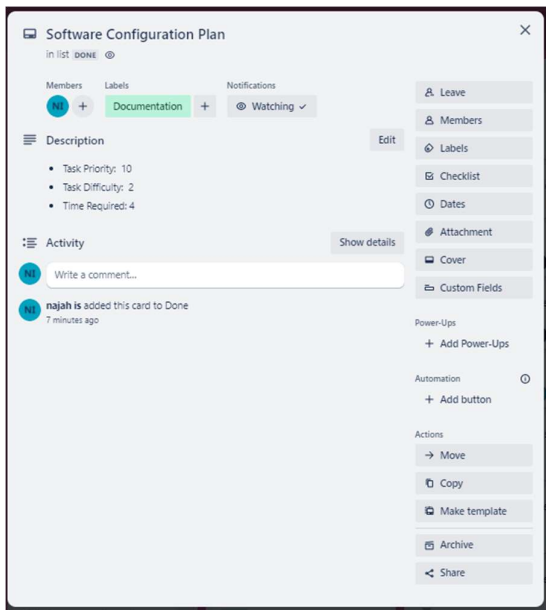 Software Configuration Plan
in list DONE
Members
Labels
Notifications
NI
+
Documentation
+
Watching
Description
Edit
• Task Priority: 10
• Task Difficulty: 2
• Time Required: 4
Activity
Show details
NI
Write a comment...
NI
najah is added this card to Done
7 minutes ago
Leave
Members
Labels
Checklist
Dates
Attachment
Cover
Custom Fields
Power-Ups
+ Add Power-Ups
Automation
+ Add button
Actions
Move
Copy
Make template
Archive
Share